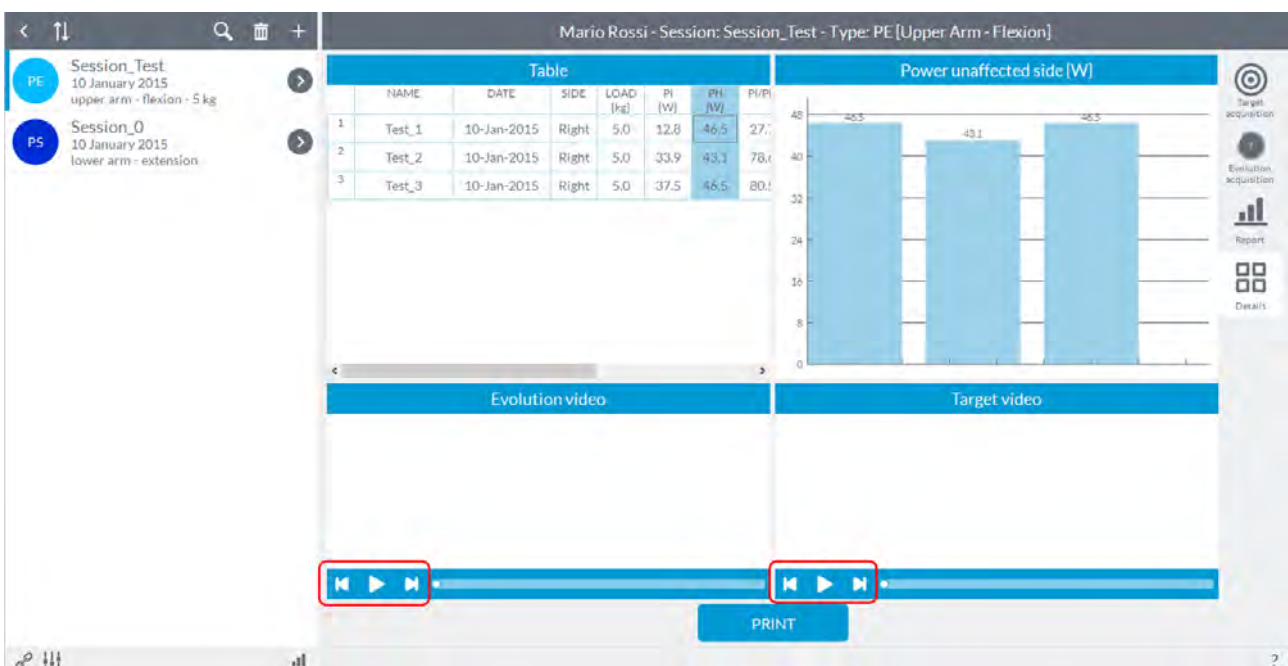 Mario Rossi - Session: Session_Test - Type: PE [Upper Arm - Flexion]
PE
Session_Test
10 January 2015
upper arm - flexion - 5 kg
PS
Session_0
10 January 2015
lower arm - extension
Table
NAME DATE SIDE LOAD [kg] PI [W] PH [W]
1 Test_1 10-Jan-2015 Right 5.0 12.8 46.5 27.
2 Test_2 10-Jan-2015 Right 5.0 33.9 43.1 78.
3 Test_3 10-Jan-2015 Right 5.0 37.5 46.5 80.
Power unaffected side [W]
48
40
32
24
16
8
0
46.5 43.1 46.5
Target acquisition
Evolution acquisition
Report
Details
Evolution video
Target video
PRINT
2